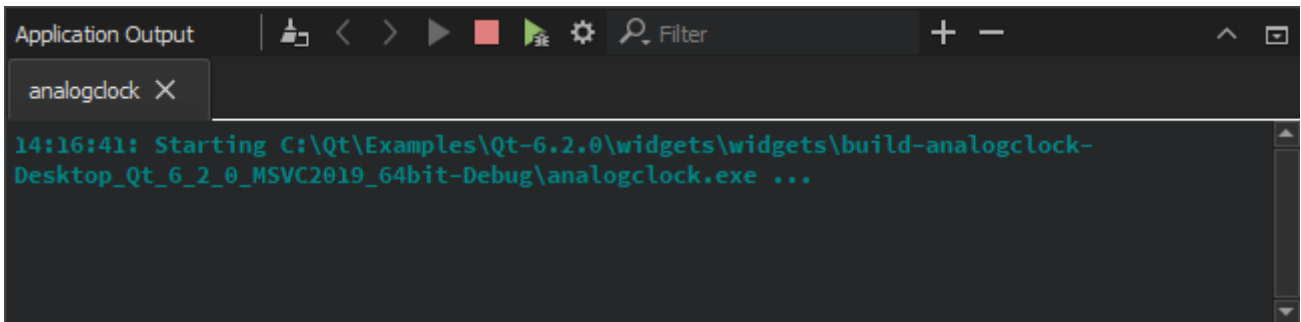 Application Output
Filter
analogclock
14:16:41: Starting C:\Qt\Examples\Qt-6.2.0\widgets\widgets\build-analogclock-
Desktop_Qt_6_2_0_MSVC2019_64bit-Debug\analogclock.exe ...